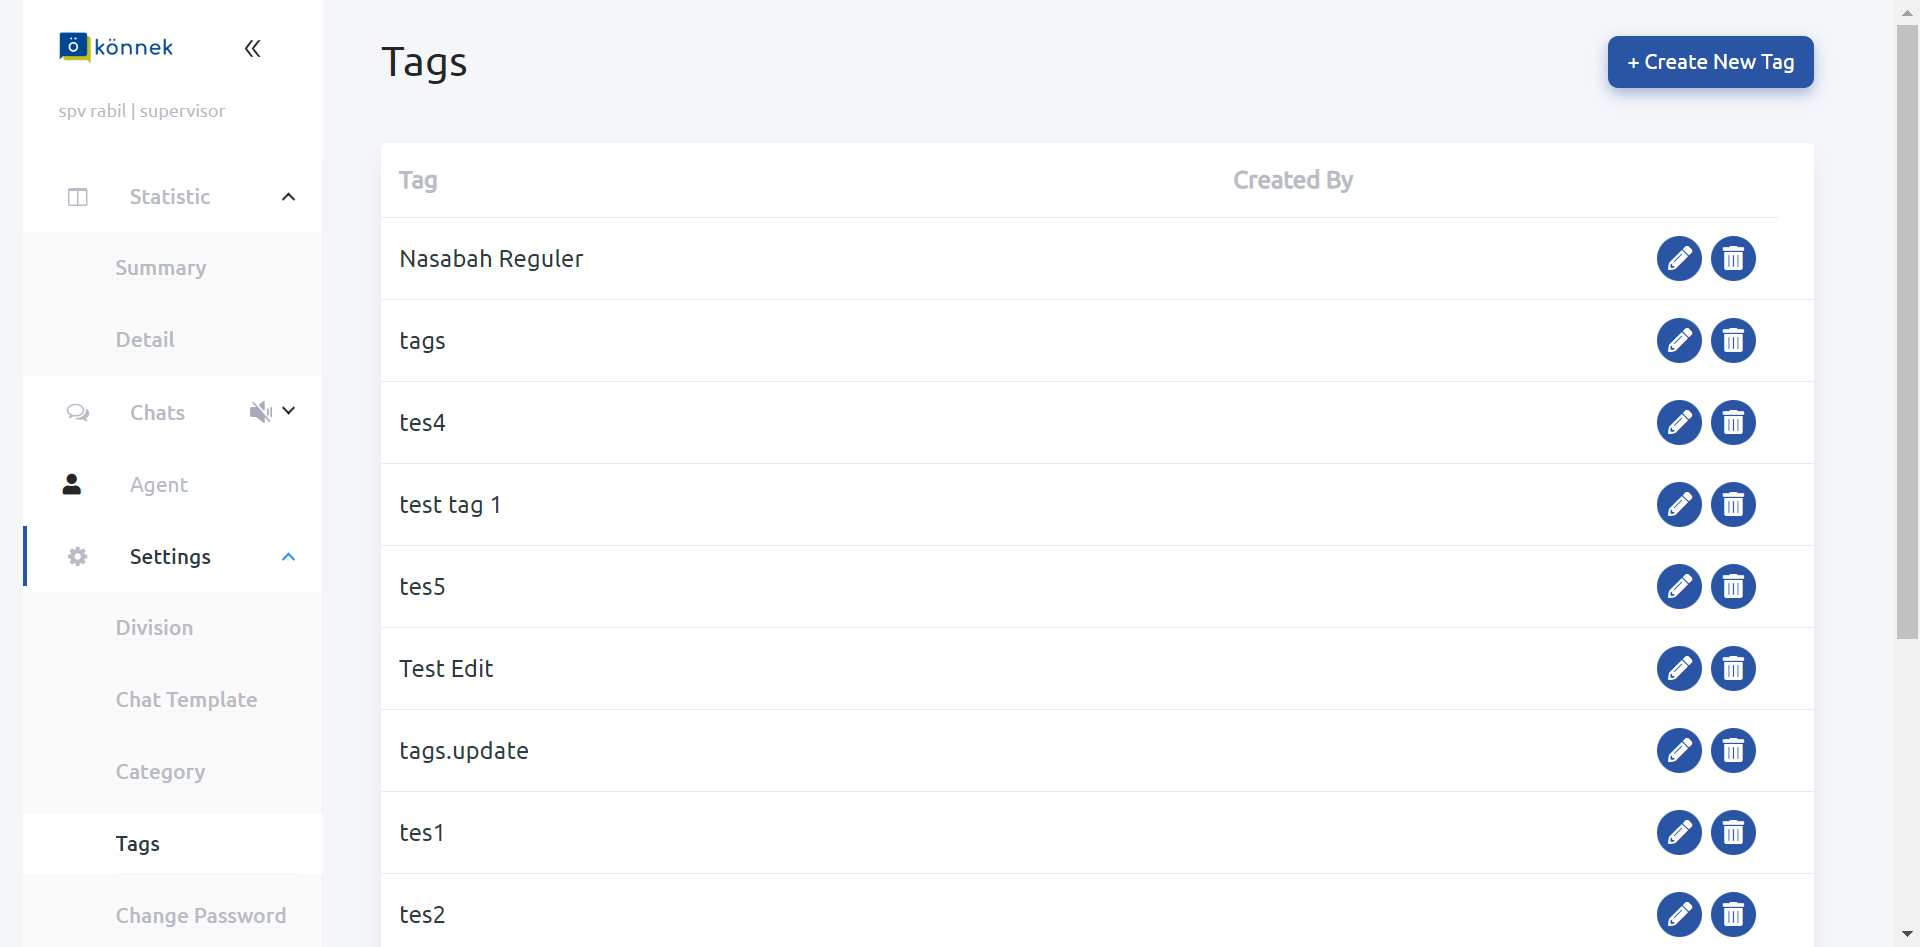 könnek
spv rabil | supervisor
Statistic
Summary
Detail
Chats
Agent
Settings
Division
Chat Template
Category
Tags
Change Password
Tags
+ Create New Tag
Tag Created By
Nasabah Reguler
tags
tes4
test tag 1
tes5
Test Edit
tags.update
tes1
tes2